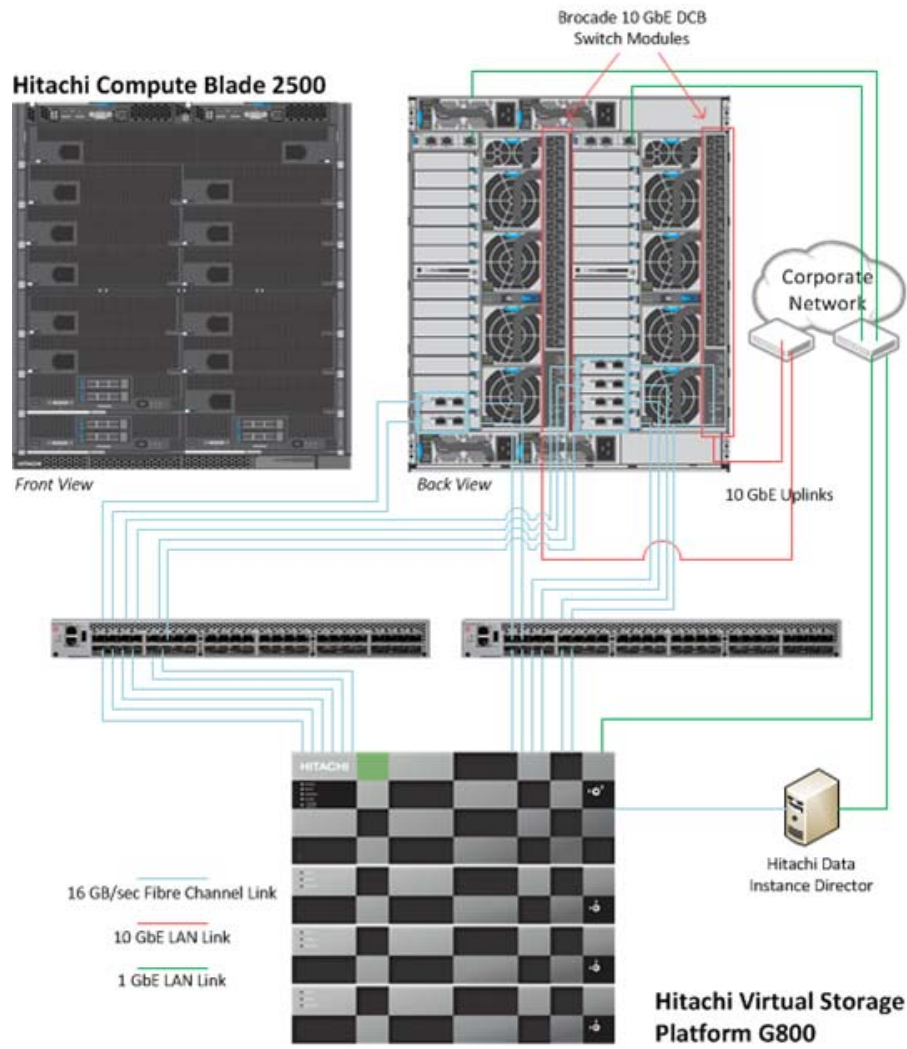 Brocade 10 GbE DCB
Switch Modules
Hitachi Compute Blade 2500
Corporate
Network
Front View
Back View
10 GbE Uplinks
HITACHI
Hitachi Data
Instance Director
16 GB/sec Fibre Channel Link
10 GbE LAN Link
1 GbE LAN Link
Hitachi Virtual Storage
Platform G800